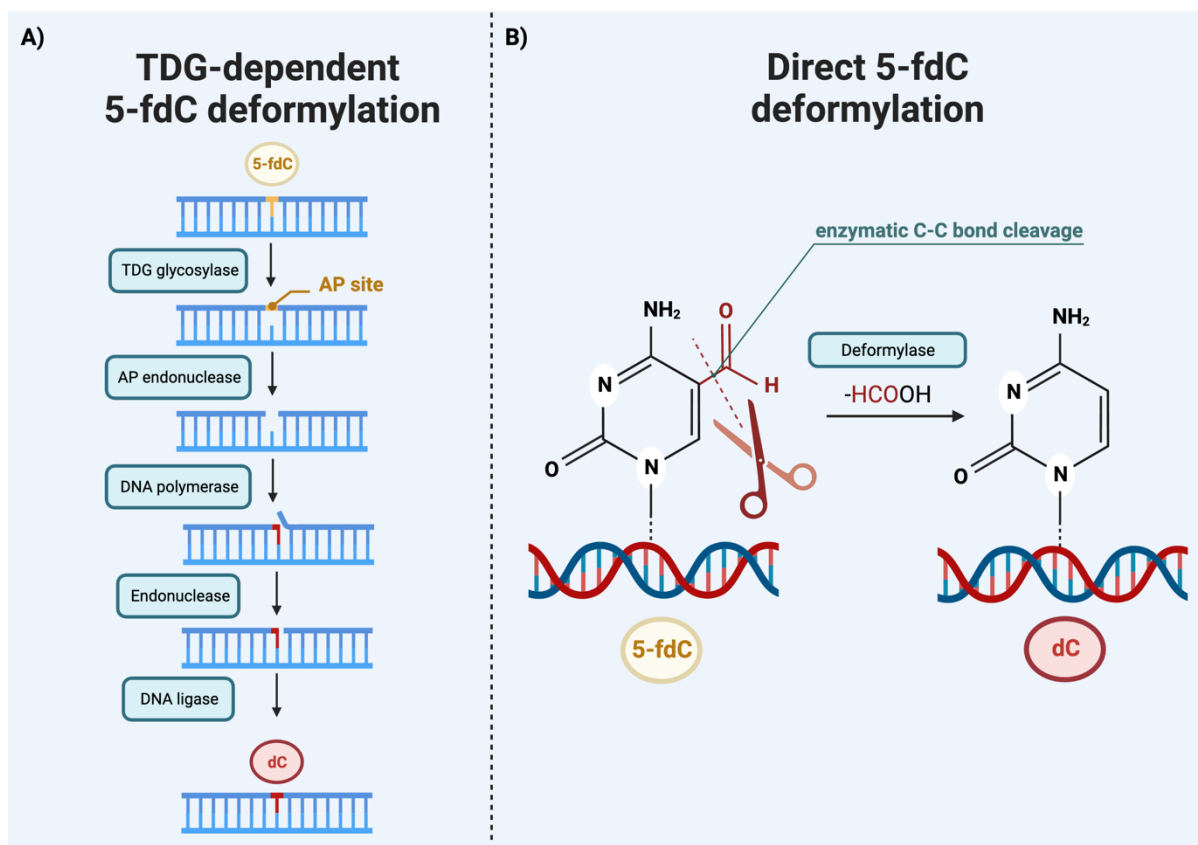 A)
TDG-dependent
5-fdC deformylation
5-fdC
TDG glycosylase
AP site
AP endonuclease
DNA polymerase
Endonuclease
DNA ligase
dC
B)
Direct 5-fdC
deformylation
enzymatic C-C bond cleavage
NH₂
O
H
N
O
N
Deformylase
-HCOOH
NH₂
N
O
N
5-fdC
dC